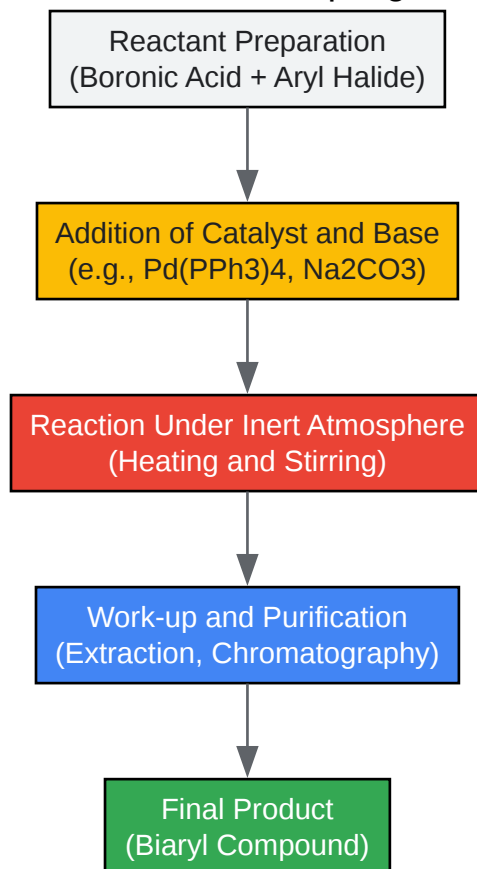 Reactant Preparation
(Boronic Acid + Aryl Halide)
Addition of Catalyst and Base
(e.g., Pd(PPh3)4, Na2CO3)
Reaction Under Inert Atmosphere
(Heating and Stirring)
Work-up and Purification
(Extraction, Chromatography)
Final Product
(Biaryl Compound)